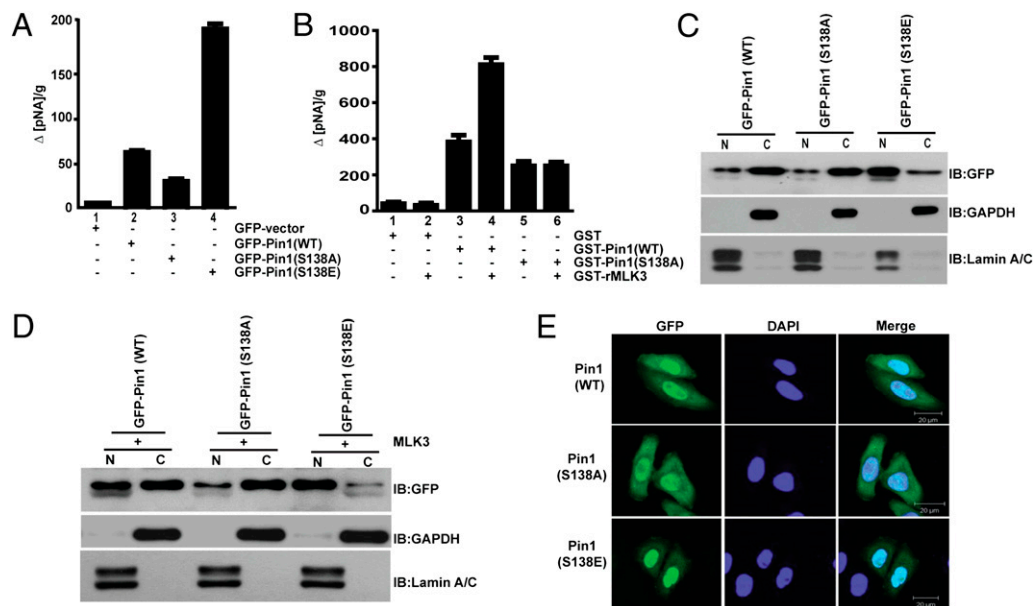 A
Δ [pNA]/g
200
150
100
50
0
1 2 3 4
+ - - - GFP-vector
- + - - GFP-Pin1(WT)
- - + - GFP-Pin1(S138A)
- - - + GFP-Pin1(S138E)
B
Δ [pNA]/g
1000
800
600
400
200
0
1 2 3 4 5 6
+ + - - - - GST
- - + + - - GST-Pin1(WT)
- - - - + + GST-Pin1(S138A)
- + - + - + GST-rMLK3
C
GFP-Pin1 (WT)
GFP-Pin1 (S138A)
GFP-Pin1 (S138E)
N C N C N C
IB:GFP
IB:GAPDH
IB:Lamin A/C
D
GFP-Pin1 (WT)
GFP-Pin1 (S138A)
GFP-Pin1 (S138E)
+ + + MLK3
N C N C N C
IB:GFP
IB:GAPDH
IB:Lamin A/C
E
GFP DAPI Merge
Pin1
(WT)
20 µm
Pin1
(S138A)
20 µm
Pin1
(S138E)
20 µm